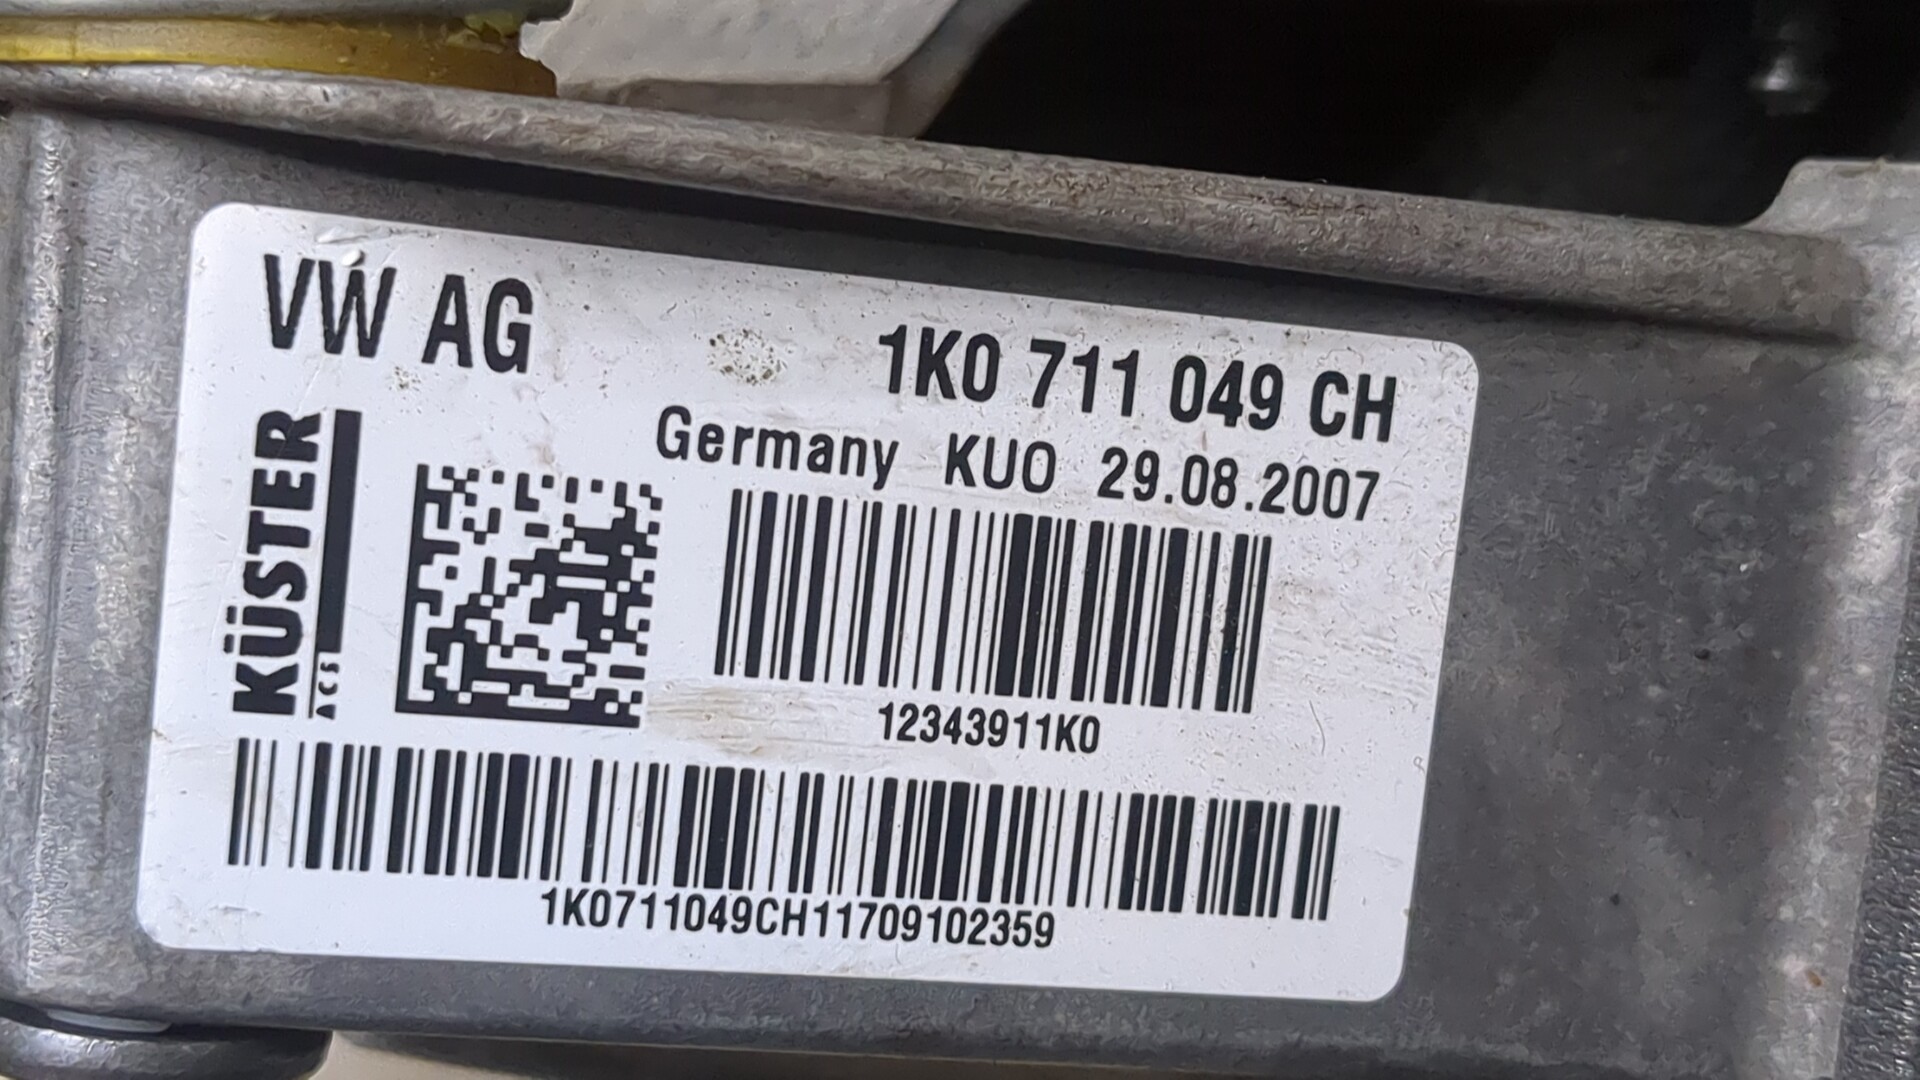 VW AG
1K0 711 049 CH
Germany KUO 29.08.2007
KÜSTER
ACS
12343911K0
1K0711049CH11709102359